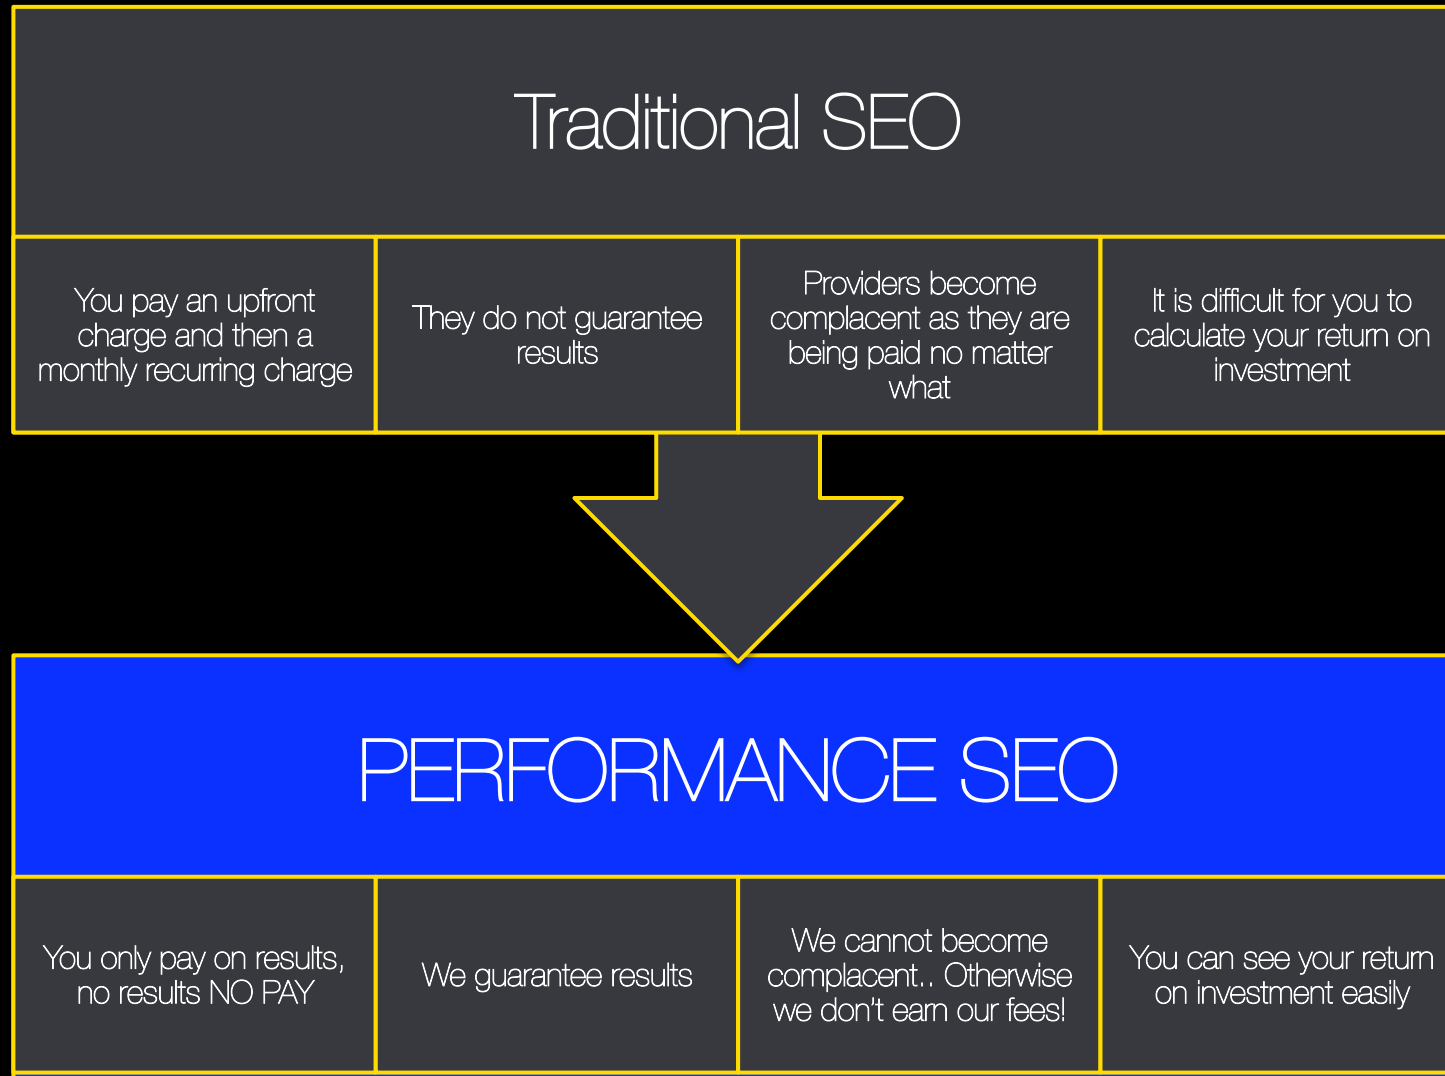 Traditional SEO
You pay an upfront
charge and then a
monthly recurring charge
They do not guarantee
results
Providers become
complacent as they are
being paid no matter
what
It is difficult for you to
calculate your return on
investment
PERFORMANCE SEO
You only pay on results,
no results NO PAY
We guarantee results
We cannot become
complacent.. Otherwise
we don't earn our fees!
You can see your return
on investment easily